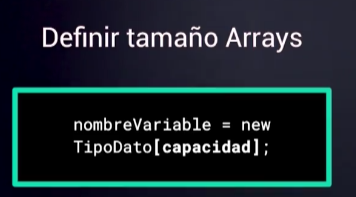 Definir tamaño Arrays
nombreVariable = new
TipoDato[capacidad];